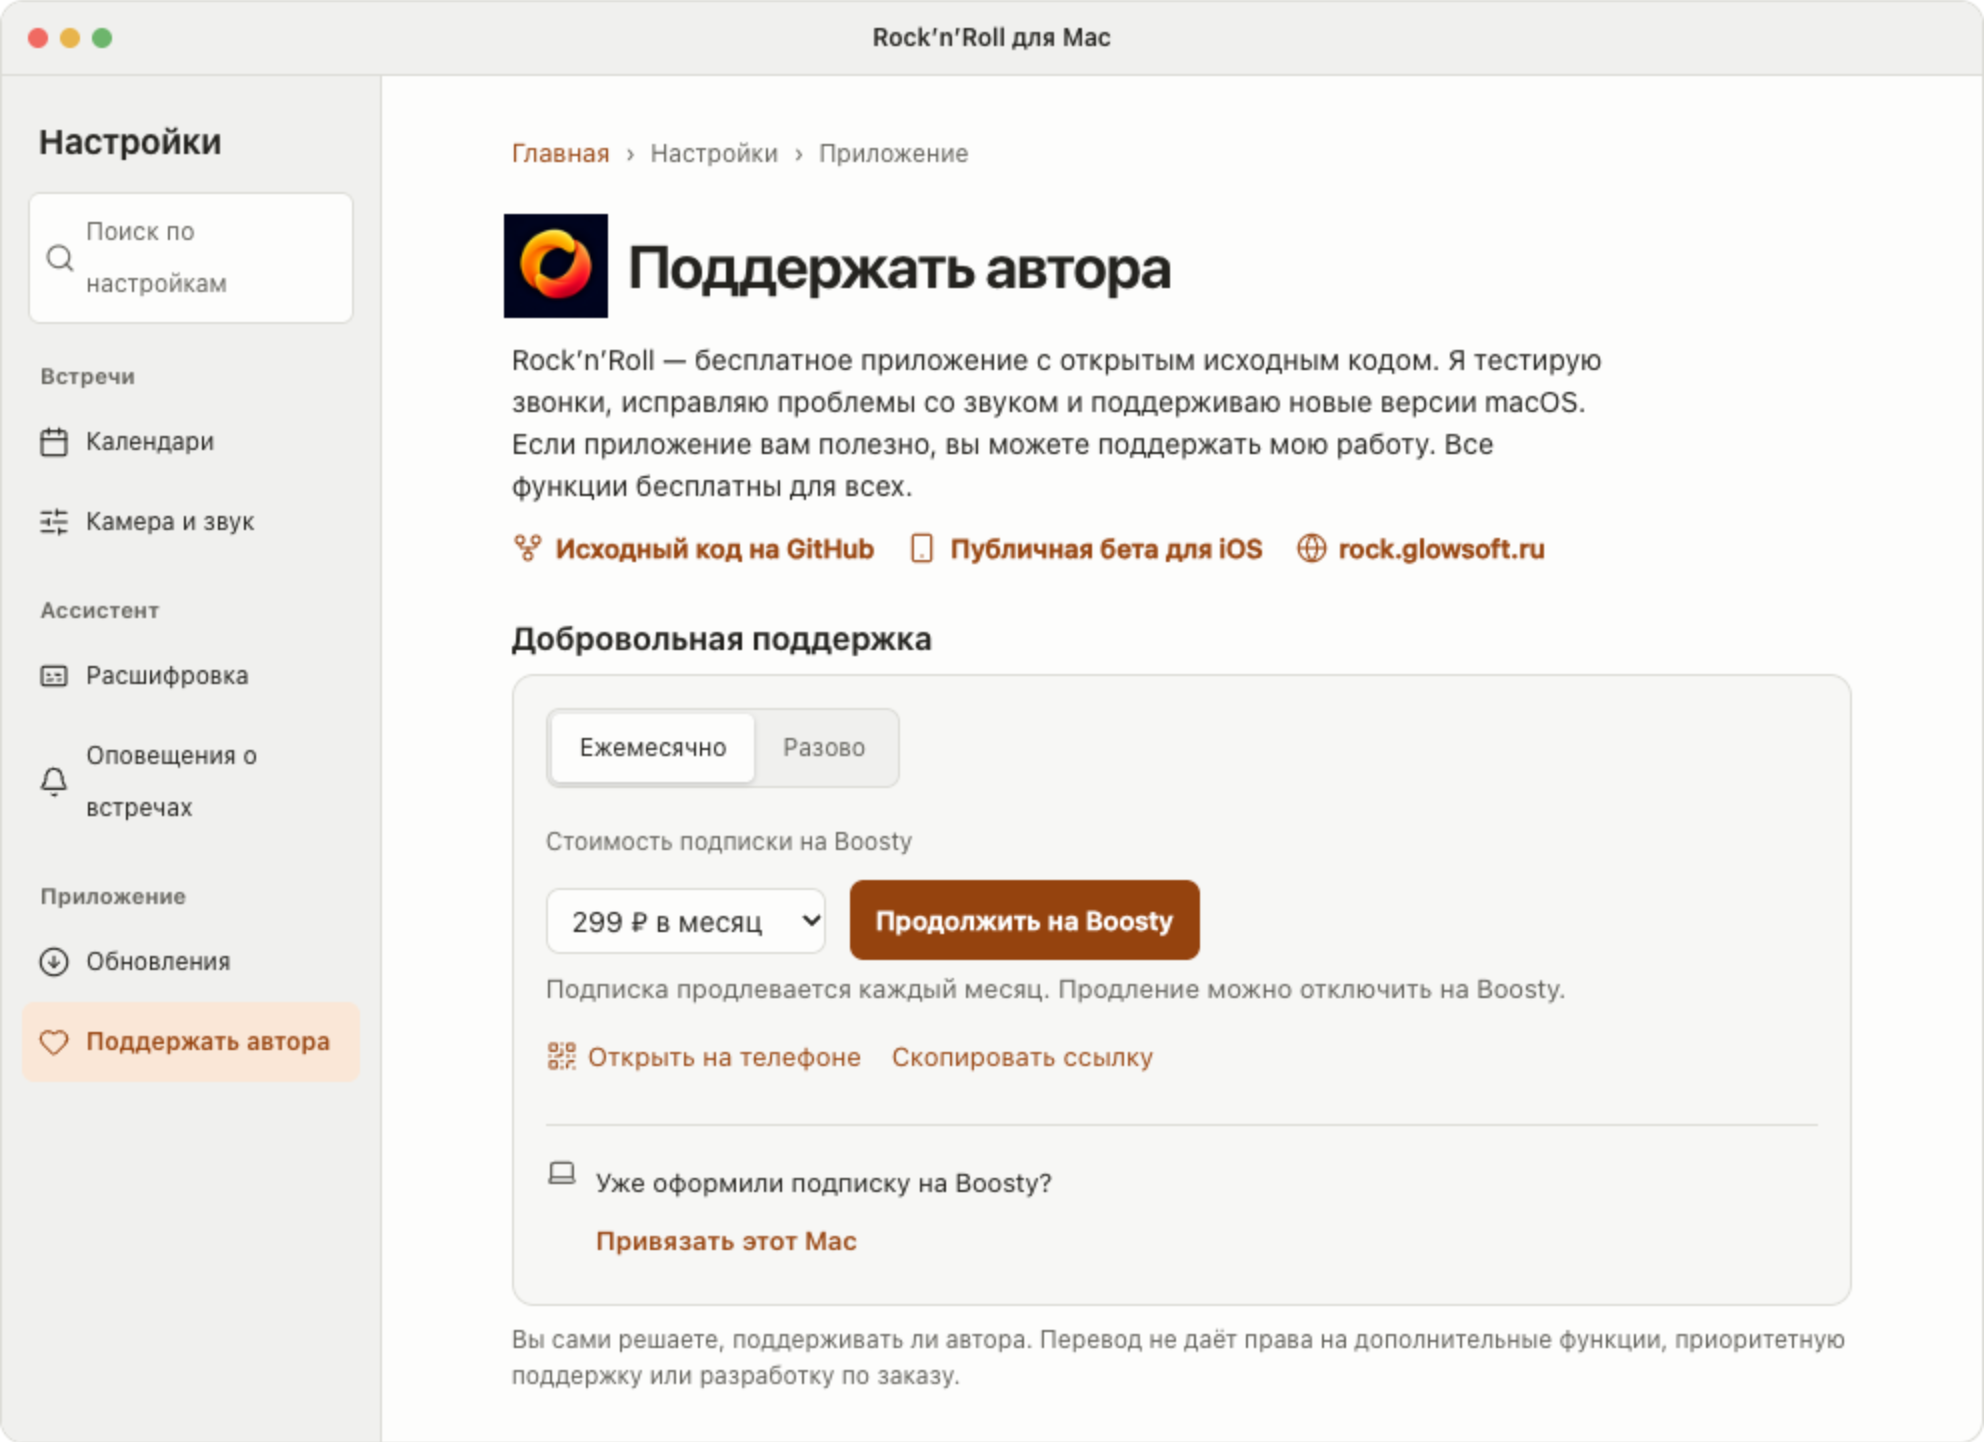 Rock’n’Roll для Mac
Настройки
Поиск по
настройкам
Встречи
Календари
Камера и звук
Ассистент
Расшифровка
Оповещения о
встречах
Приложение
Обновления
Поддержать автора
Главная › Настройки › Приложение
Поддержать автора
Rock’n’Roll — бесплатное приложение с открытым исходным кодом. Я тестирую
звонки, исправляю проблемы со звуком и поддерживаю новые версии macOS.
Если приложение вам полезно, вы можете поддержать мою работу. Все
функции бесплатны для всех.
Исходный код на GitHub Публичная бета для iOS rock.glowsoft.ru
Добровольная поддержка
Ежемесячно Разово
Стоимость подписки на Boosty
299 ₽ в месяц Продолжить на Boosty
Подписка продлевается каждый месяц. Продление можно отключить на Boosty.
Открыть на телефоне Скопировать ссылку
Уже оформили подписку на Boosty?
Привязать этот Mac
Вы сами решаете, поддерживать ли автора. Перевод не даёт права на дополнительные функции, приоритетную
поддержку или разработку по заказу.